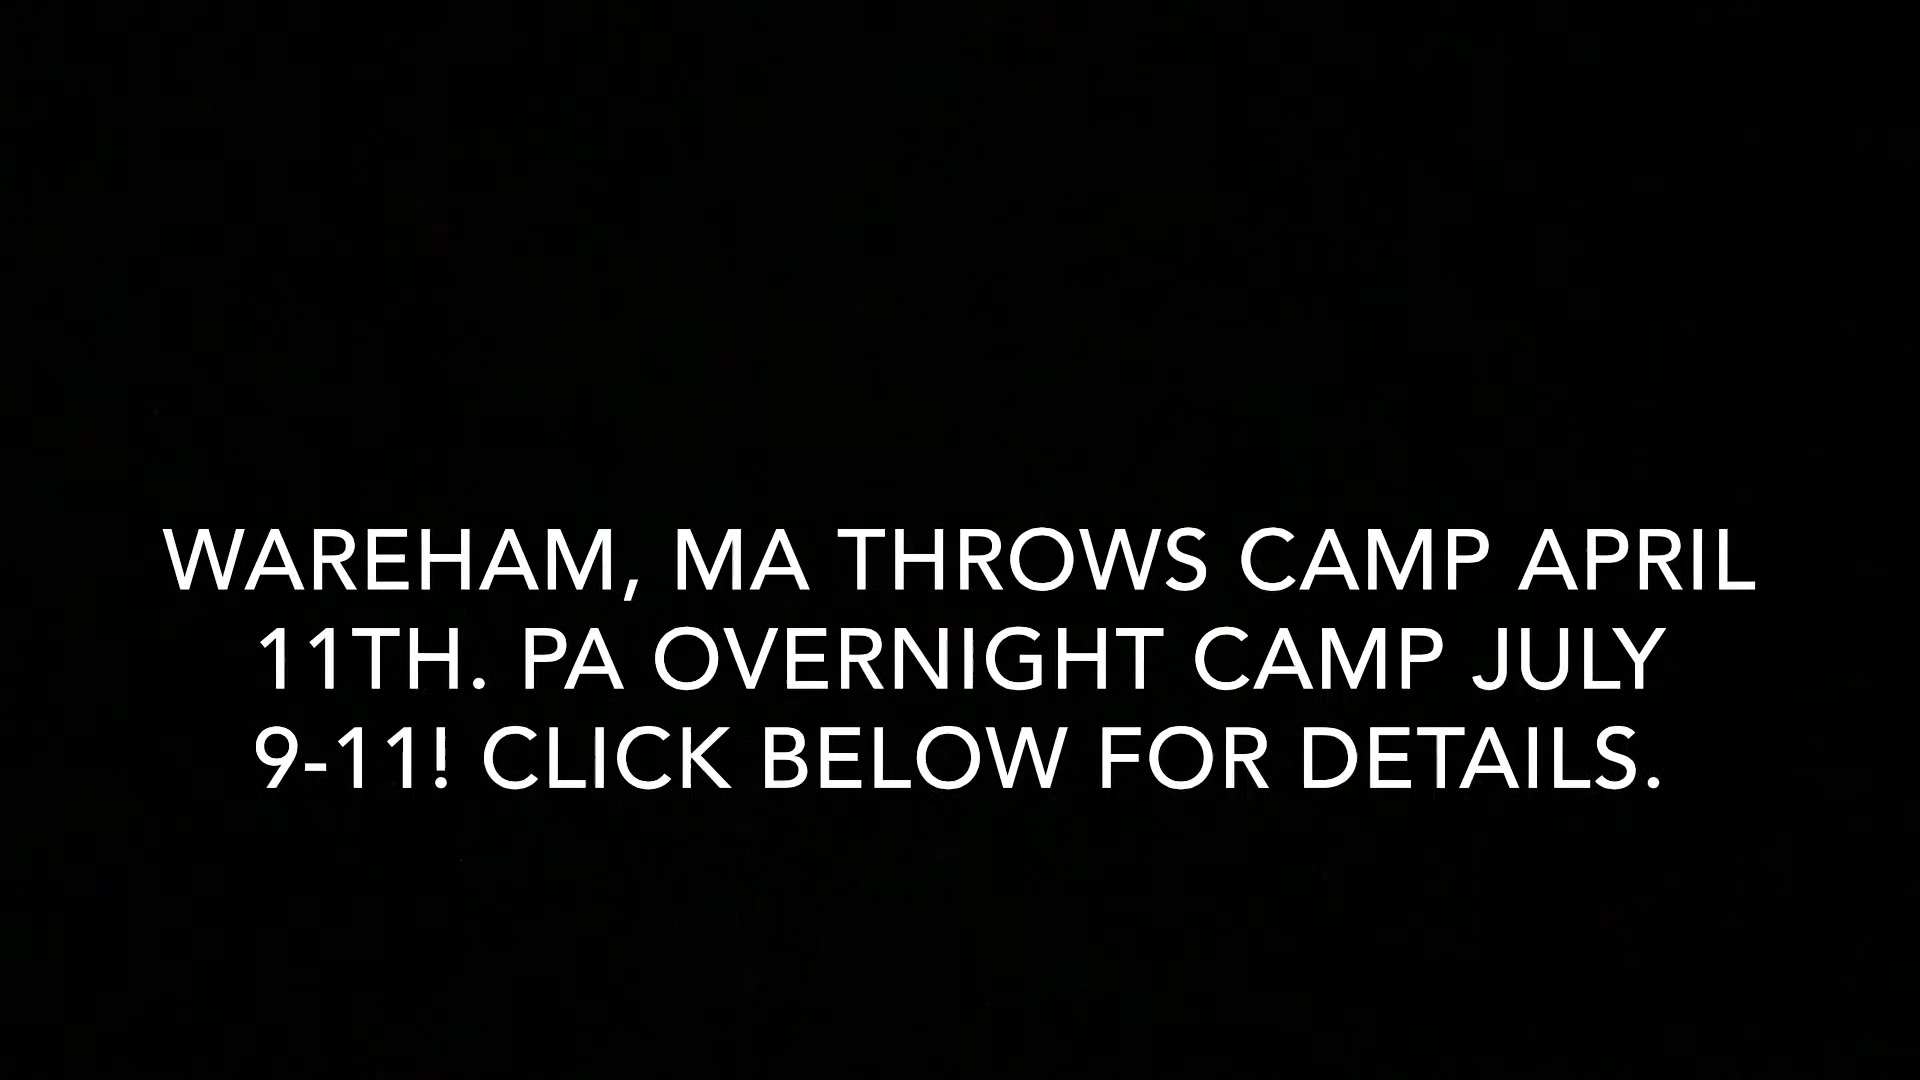 WAREHAM, MA THROWS CAMP APRIL
11TH. PA OVERNIGHT CAMP JULY
9-11! CLICK BELOW FOR DETAILS.